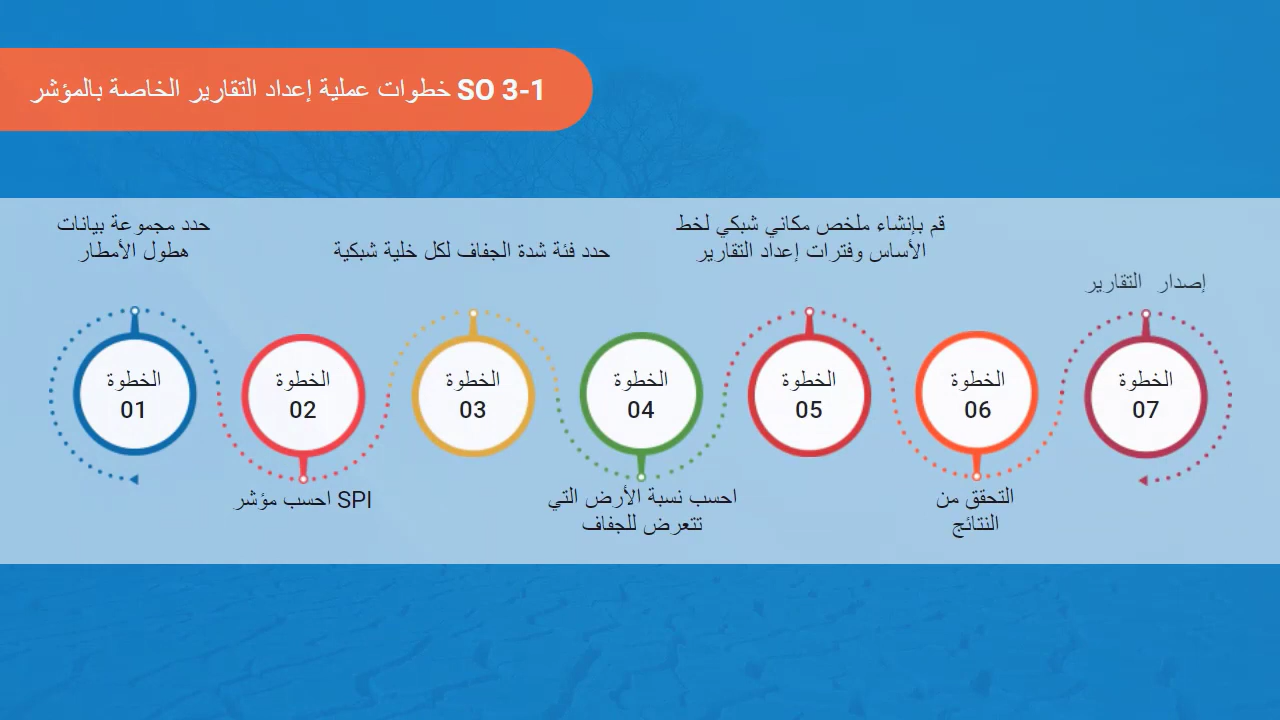 خطوات عملية إعداد التقارير الخاصة بالمؤشر SO 3-1
حدد مجموعة بيانات
هطول الأمطار
الخطوة
01
الخطوة
02
احسب مؤشر SPI
حدد فئة شدة الجفاف لكل خلية شبكية
الخطوة
03
الخطوة
04
احسب نسبة الأرض التي
تتعرض للجفاف
قم بإنشاء ملخص مكاني شبكي لخط
الأساس وفترات إعداد التقارير
الخطوة
05
الخطوة
06
التحقق من
النتائج
إصدار التقارير
الخطوة
07